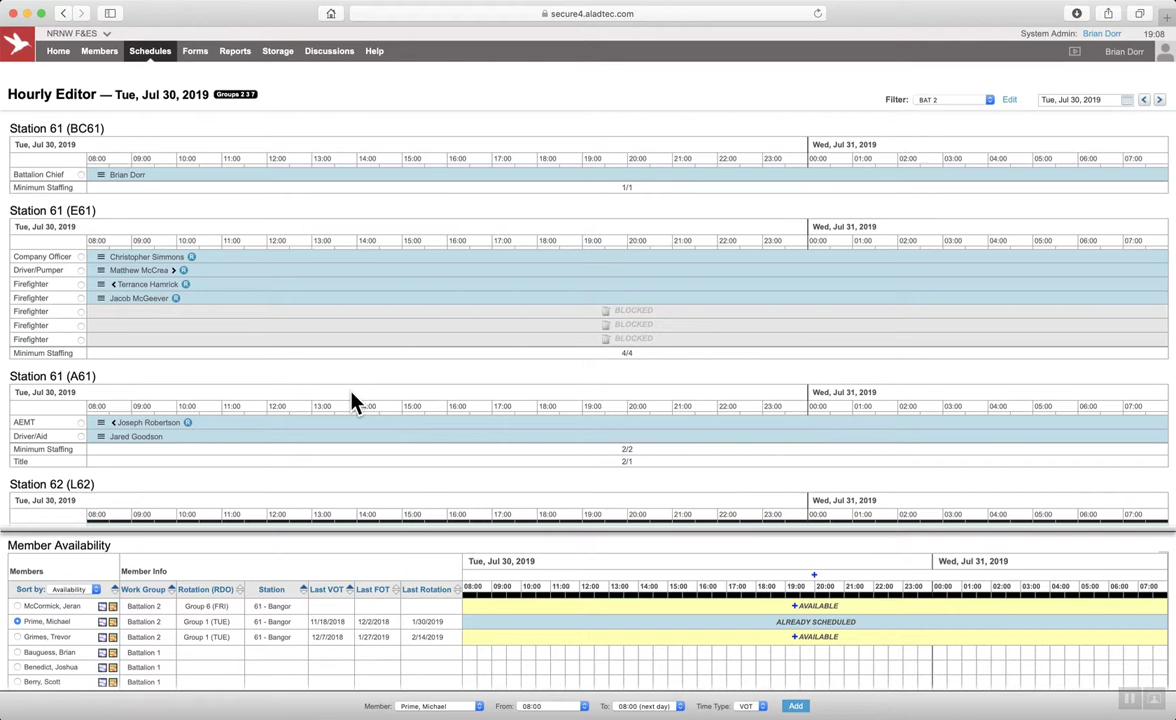 secure4.aladtec.com
NRNW F&ES System Admin: Brian Dorr 19:08
Home Members Schedules Forms Reports Storage Discussions Help Brian Dorr
Hourly Editor — Tue, Jul 30, 2019 Groups 2 3 7 Filter: BAT 2 Edit Tue, Jul 30, 2019
Station 61 (BC61)
Tue, Jul 30, 2019 Wed, Jul 31, 2019
08:00 09:00 10:00 11:00 12:00 13:00 14:00 15:00 16:00 17:00 18:00 19:00 20:00 21:00 22:00 23:00 00:00 01:00 02:00 03:00 04:00 05:00 06:00 07:00
Battalion Chief Brian Dorr
Minimum Staffing 1/1
Station 61 (E61)
Tue, Jul 30, 2019 Wed, Jul 31, 2019
08:00 09:00 10:00 11:00 12:00 13:00 14:00 15:00 16:00 17:00 18:00 19:00 20:00 21:00 22:00 23:00 00:00 01:00 02:00 03:00 04:00 05:00 06:00 07:00
Company Officer Christopher Simmons R
Driver/Pumper Matthew McCrea > R
Firefighter < Terrance Hamrick R
Firefighter Jacob McGeever R
Firefighter BLOCKED
Firefighter BLOCKED
Firefighter BLOCKED
Minimum Staffing 4/4
Station 61 (A61)
Tue, Jul 30, 2019 Wed, Jul 31, 2019
08:00 09:00 10:00 11:00 12:00 13:00 14:00 15:00 16:00 17:00 18:00 19:00 20:00 21:00 22:00 23:00 00:00 01:00 02:00 03:00 04:00 05:00 06:00 07:00
AEMT < Joseph Robertson R
Driver/Aid Jared Goodson
Minimum Staffing 2/2
Title 2/1
Station 62 (L62)
Tue, Jul 30, 2019 Wed, Jul 31, 2019
08:00 09:00 10:00 11:00 12:00 13:00 14:00 15:00 16:00 17:00 18:00 19:00 20:00 21:00 22:00 23:00 00:00 01:00 02:00 03:00 04:00 05:00 06:00 07:00
Member Availability
Tue, Jul 30, 2019 Wed, Jul 31, 2019
Members Member Info +
Sort by: Availability Work Group Rotation (RDO) Station Last VOT Last FOT Last Rotation 08:00 09:00 10:00 11:00 12:00 13:00 14:00 15:00 16:00 17:00 18:00 19:00 20:00 21:00 22:00 23:00 00:00 01:00 02:00 03:00 04:00 05:00 06:00 07:00
McCormick, Jeran Battalion 2 Group 6 (FRI) 61 - Bangor +AVAILABLE
Prime, Michael Battalion 2 Group 1 (TUE) 61 - Bangor 11/18/2018 12/2/2018 1/30/2019 ALREADY SCHEDULED
Grimes, Trevor Battalion 2 Group 1 (TUE) 61 - Bangor 12/7/2018 1/27/2019 2/14/2019 +AVAILABLE
Bauguess, Brian Battalion 1
Benedict, Joshua Battalion 1
Berry, Scott Battalion 1
Member: Prime, Michael From: 08:00 To: 08:00 (next day) Time Type: VOT Add